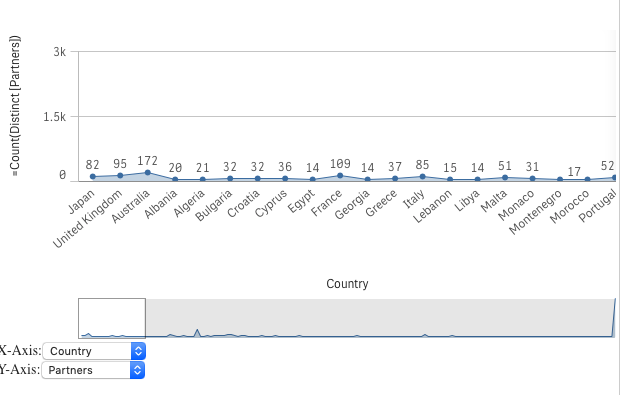 =Count(Distinct [Partners])
3k
1.5k
0
82 95 172 20 21 32 32 36 14 109 14 37 85 15 14 51 31 17 52
Japan
United Kingdom
Australia
Albania
Algeria
Bulgaria
Croatia
Cyprus
Egypt
France
Georgia
Greece
Italy
Lebanon
Libya
Malta
Monaco
Montenegro
Morocco
Portugal
Country
X-Axis: Country
Y-Axis: Partners